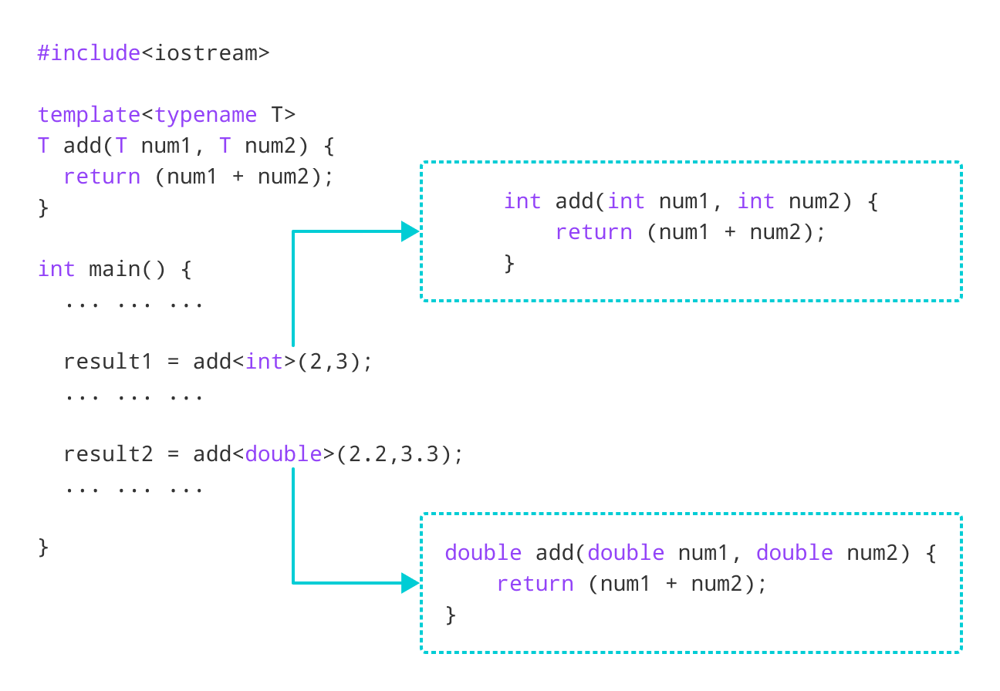 #include<iostream>
template<typename T>
T add(T num1, T num2) {
  return (num1 + num2);
}
int main() {
  ... ... ...
  result1 = add<int>(2,3);
  ... ... ...
  result2 = add<double>(2.2,3.3);
  ... ... ...
}
int add(int num1, int num2) {
    return (num1 + num2);
}
double add(double num1, double num2) {
    return (num1 + num2);
}